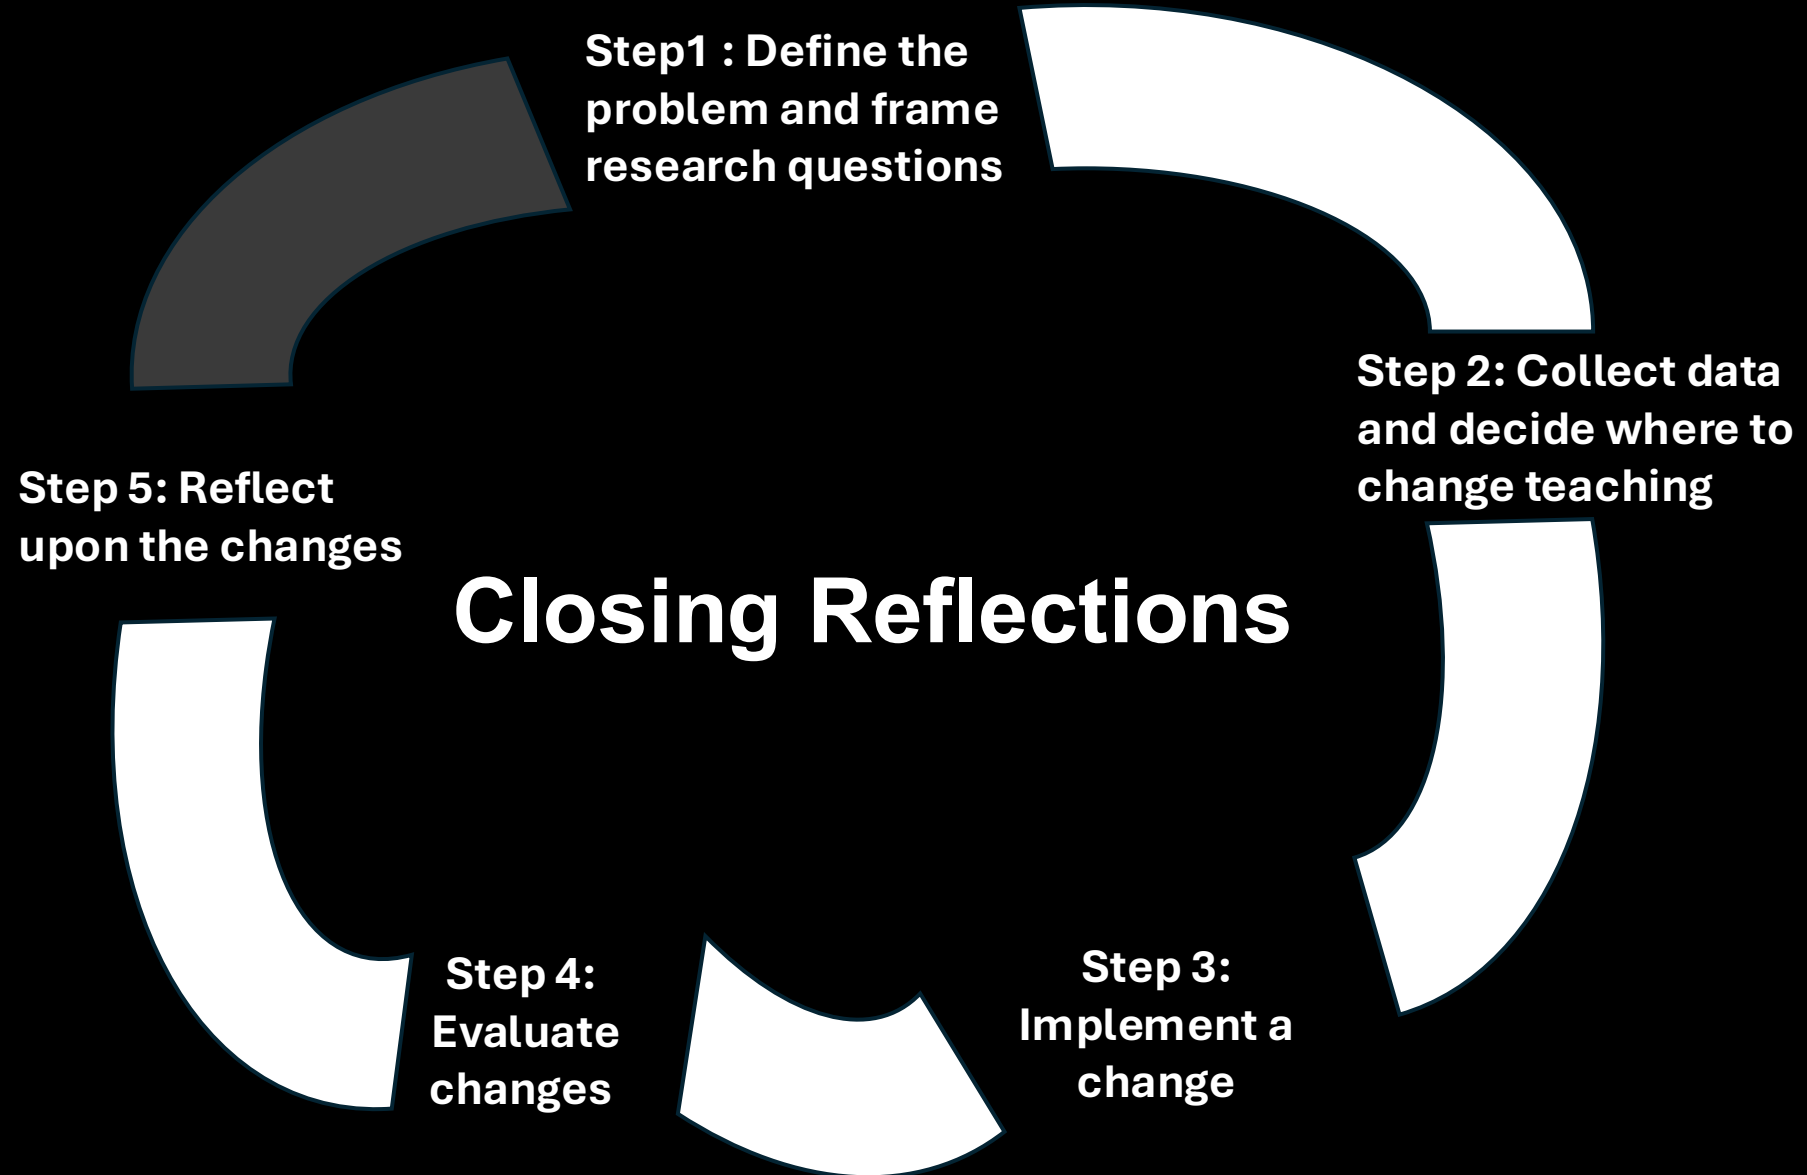 Step1 : Define the
problem and frame
research questions
Step 2: Collect data
and decide where to
change teaching
Step 3:
Implement a
change
Step 4:
Evaluate
changes
Step 5: Reflect
upon the changes
Closing Reflections